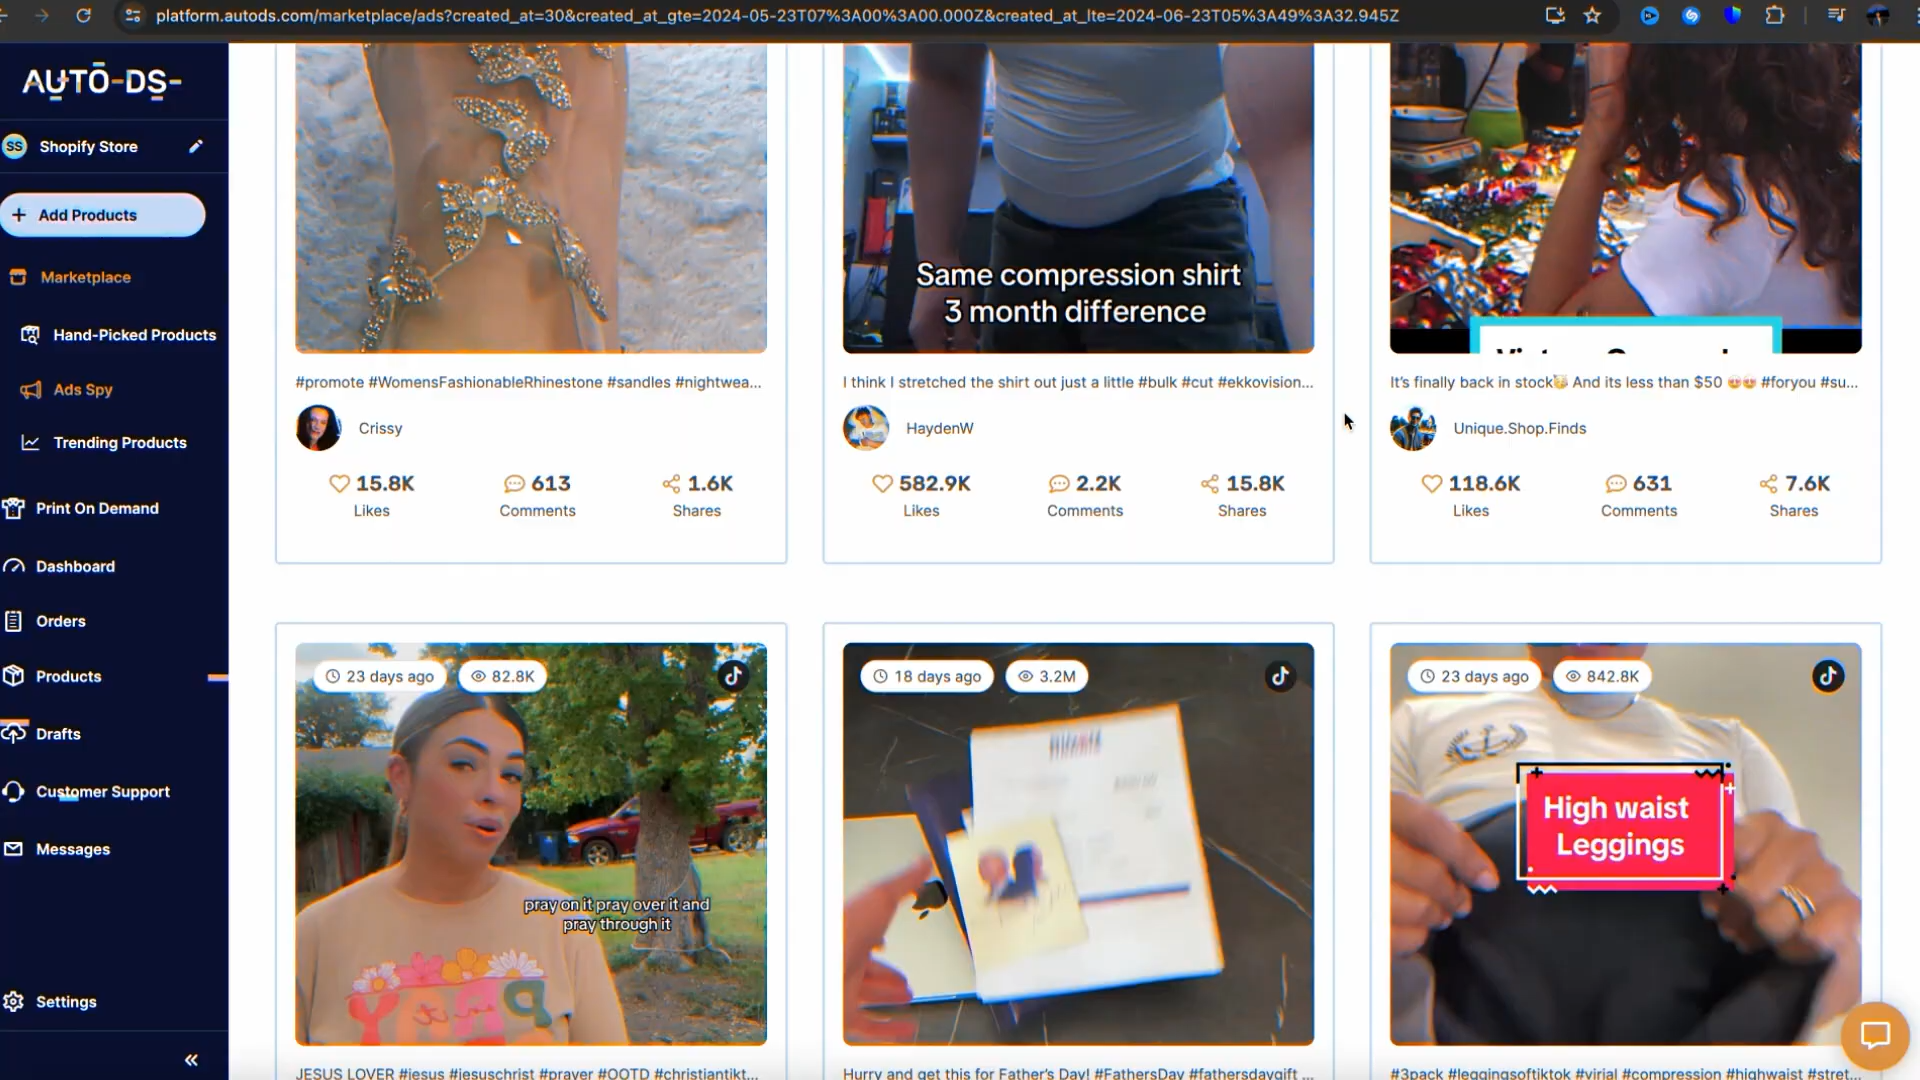 platform.autods.com/marketplace/ads?created_at=30&created_at_gte=2024-05-23T07%3A00%3A00.000Z&created_at_lte=2024-06-23T05%3A49%3A32.945Z
AUTO-DS-
SS Shopify Store
+ Add Products
Marketplace
Hand-Picked Products
Ads Spy
Trending Products
Print On Demand
Dashboard
Orders
Products
Drafts
Customer Support
Messages
Settings
«
#promote #WomensFashionableRhinestone #sandles #nightwea...
Crissy
15.8K 613 1.6K
Likes Comments Shares
Same compression shirt
3 month difference
I think I stretched the shirt out just a little #bulk #cut #ekkovision...
HaydenW
582.9K 2.2K 15.8K
Likes Comments Shares
It's finally back in stock🥳 And its less than $50 😍😍 #foryou #su...
Unique.Shop.Finds
118.6K 631 7.6K
Likes Comments Shares
23 days ago 82.8K
pray on it pray over it and
pray through it
JESUS LOVER #jesus #jesuschrist #prayer #OOTD #christiantikt...
18 days ago 3.2M
Hurry and get this for Father's Day! #FathersDay #fathersdaygift ...
23 days ago 842.8K
High waist
Leggings
#3pack #leggingsoftiktok #virial #compression #highwaist #stret...